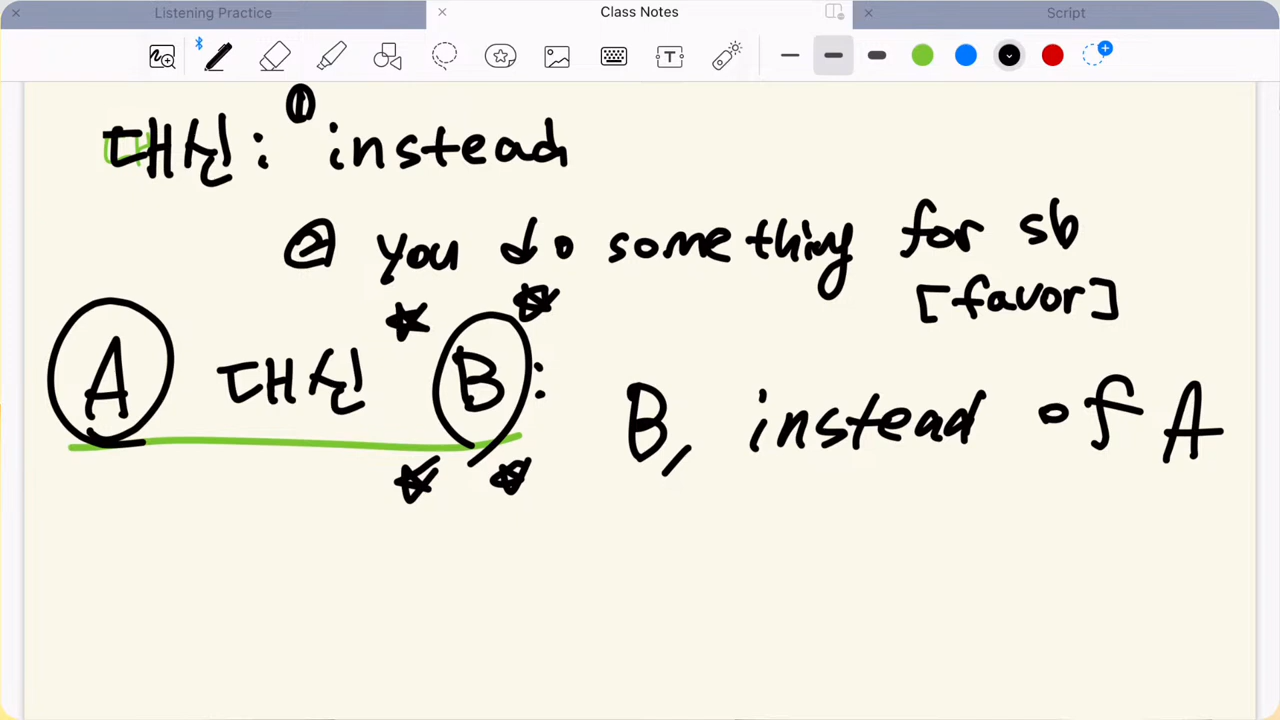 Listening Practice
Class Notes
Script
T
대신: ① instead
② you do something for sb
[favor]
A 대신 B: B, instead of A